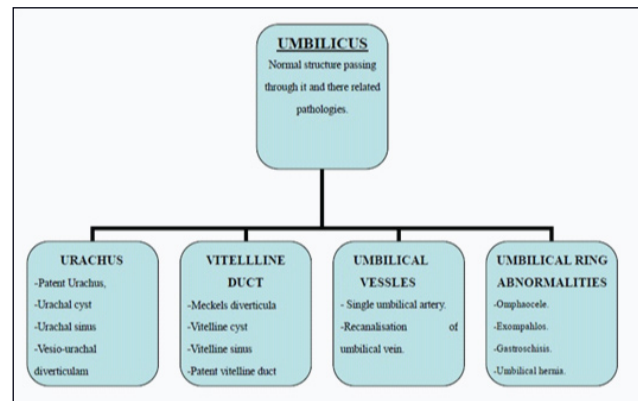 UMBILICUS
Normal structure passing
through it and there related
pathologies.
URACHUS
-Patent Urachus,
-Urachal cyst
-Urachal sinus
-Vesio-urachal
diverticulam
VITELLLINE
DUCT
-Meckels diverticula
-Vitelline cyst
-Vitelline sinus
-Patent vitelline duct
UMBILICAL
VESSLES
- Single umbilical artery.
-Recanalisation of
umbilical vein.
UMBILICAL RING
ABNORMALITIES
-Omphaocele.
-Exompahlos.
-Gastroschisis.
-Umbilical hernia.